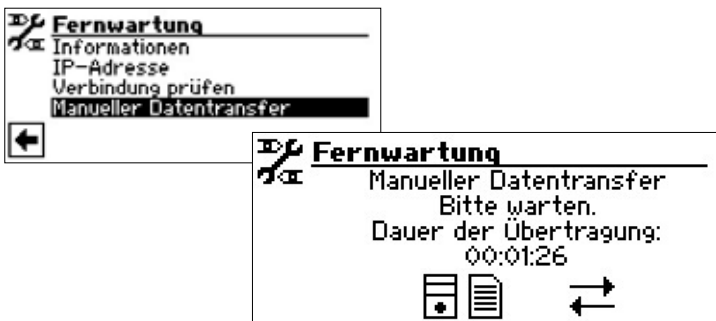 Fernwartung
Informationen
IP-Adresse
Verbindung prüfen
Manueller Datentransfer
Fernwartung
Manueller Datentransfer
Bitte warten.
Dauer der Übertragung:
00:01:26